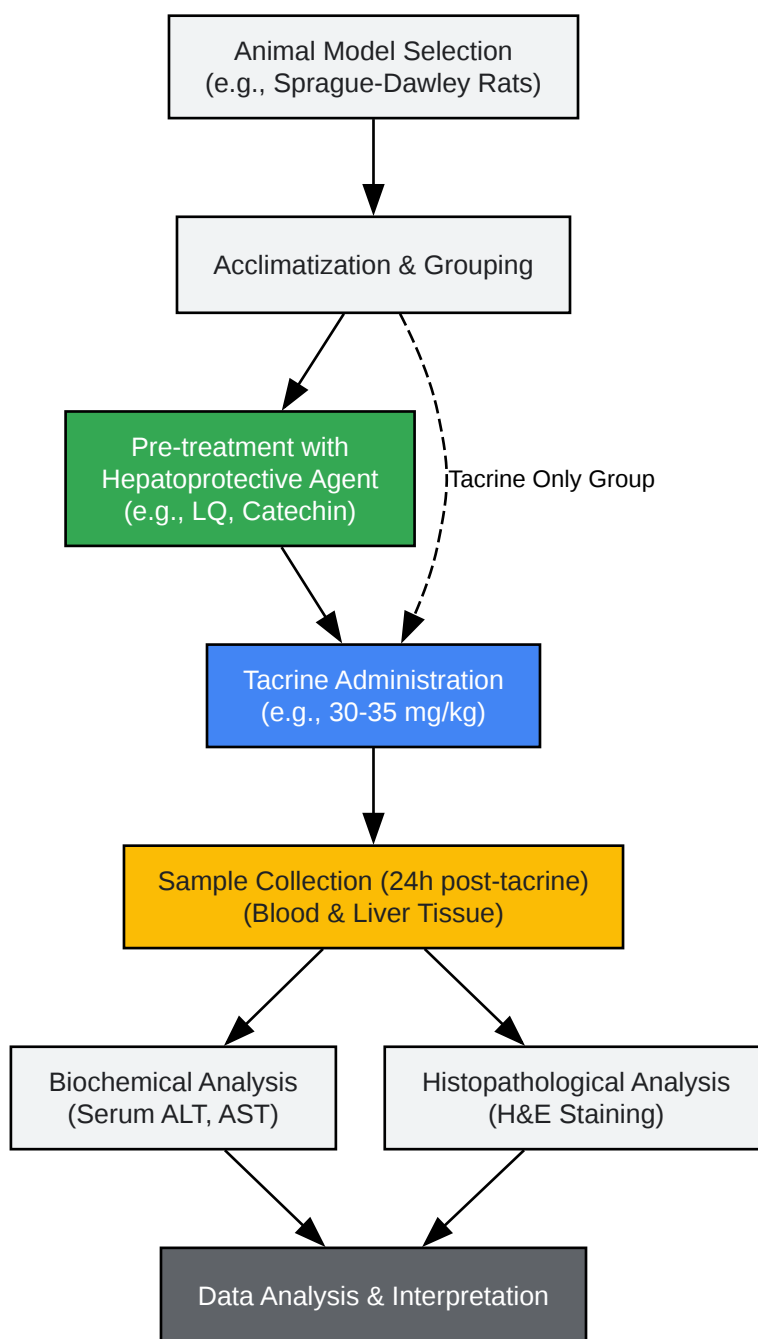 Animal Model Selection
(e.g., Sprague-Dawley Rats)
Acclimatization & Grouping
Pre-treatment with
Hepatoprotective Agent
(e.g., LQ, Catechin)
Tacrine Only Group
Tacrine Administration
(e.g., 30-35 mg/kg)
Sample Collection (24h post-tacrine)
(Blood & Liver Tissue)
Biochemical Analysis
(Serum ALT, AST)
Histopathological Analysis
(H&E Staining)
Data Analysis & Interpretation